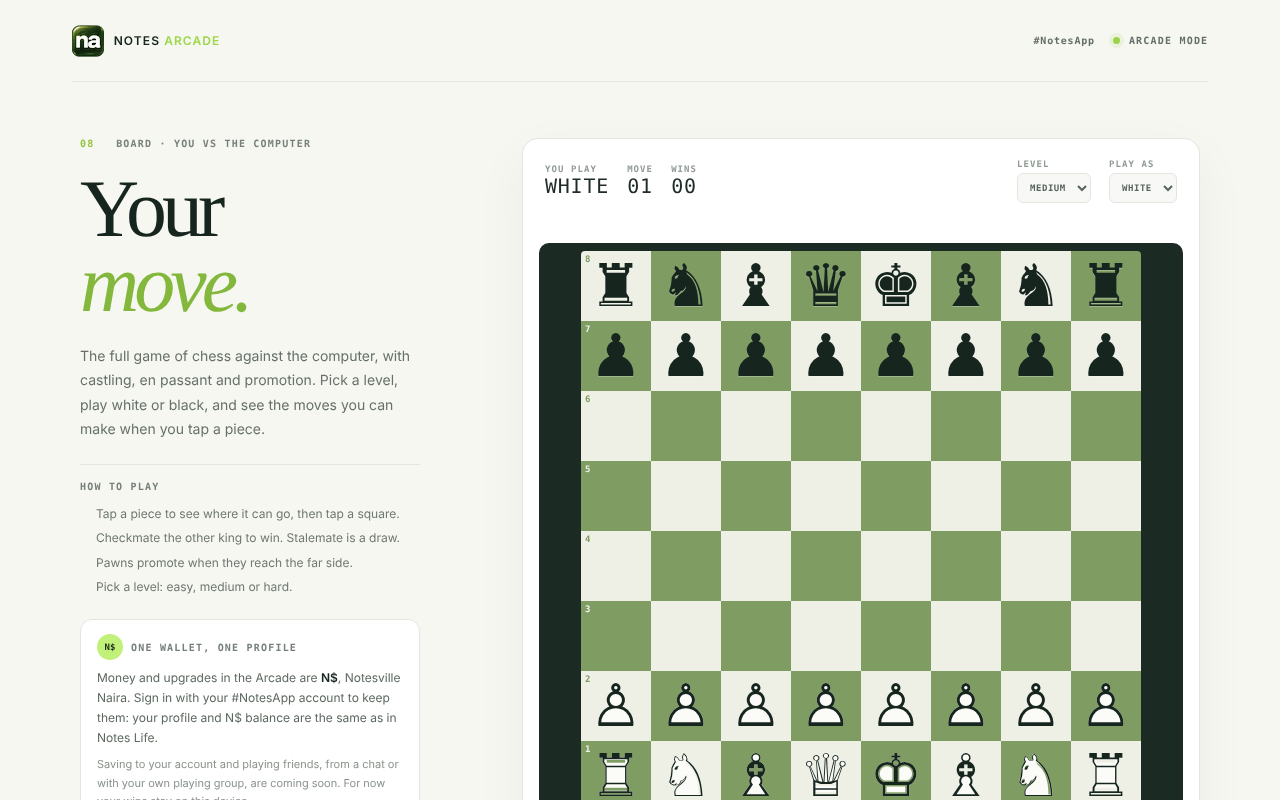 na NOTES ARCADE
#NotesApp ARCADE MODE
08 BOARD · YOU VS THE COMPUTER
Your
move.
The full game of chess against the computer, with
castling, en passant and promotion. Pick a level,
play white or black, and see the moves you can
make when you tap a piece.
HOW TO PLAY
Tap a piece to see where it can go, then tap a square.
Checkmate the other king to win. Stalemate is a draw.
Pawns promote when they reach the far side.
Pick a level: easy, medium or hard.
N$ ONE WALLET, ONE PROFILE
Money and upgrades in the Arcade are N$, Notesville
Naira. Sign in with your #NotesApp account to keep
them: your profile and N$ balance are the same as in
Notes Life.
Saving to your account and playing friends, from a chat or
with your own playing group, are coming soon. For now
your wins stay on this device.
YOU PLAY MOVE WINS
WHITE 01 00
LEVEL PLAY AS
MEDIUM WHITE
8
7
6
5
4
3
2
1